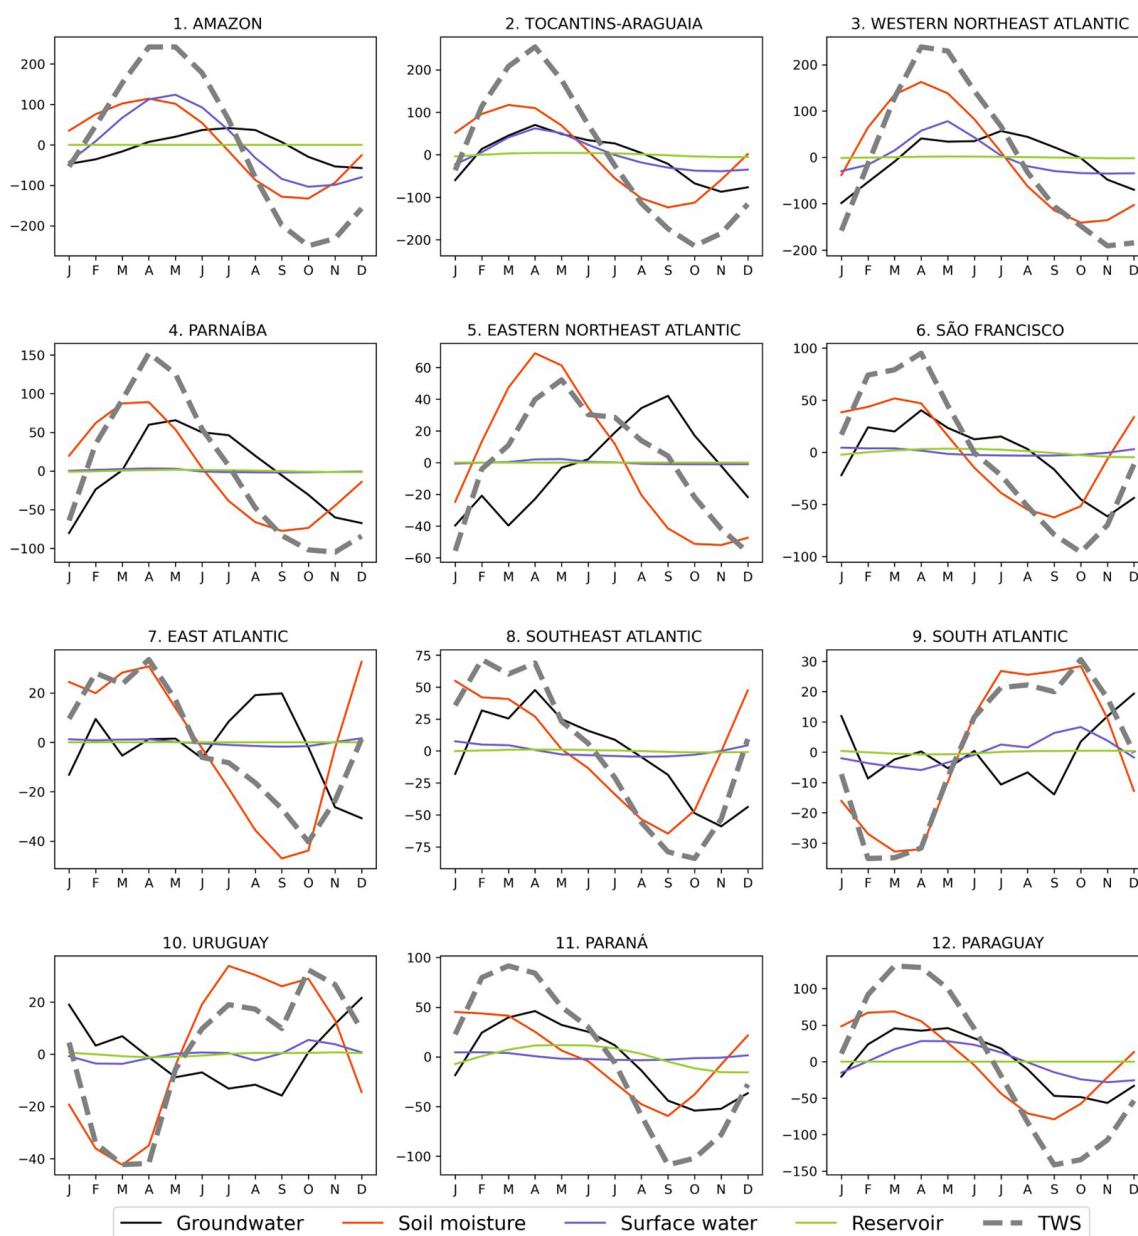 1. AMAZON
200
100
0
−100
−200
J F M A M J J A S O N D
2. TOCANTINS-ARAGUAIA
200
100
0
−100
−200
J F M A M J J A S O N D
3. WESTERN NORTHEAST ATLANTIC
200
100
0
−100
−200
J F M A M J J A S O N D
4. PARNAÍBA
150
100
50
0
−50
−100
J F M A M J J A S O N D
5. EASTERN NORTHEAST ATLANTIC
60
40
20
0
−20
−40
−60
J F M A M J J A S O N D
6. SÃO FRANCISCO
100
50
0
−50
−100
J F M A M J J A S O N D
7. EAST ATLANTIC
20
0
−20
−40
J F M A M J J A S O N D
8. SOUTHEAST ATLANTIC
75
50
25
0
−25
−50
−75
J F M A M J J A S O N D
9. SOUTH ATLANTIC
30
20
10
0
−10
−20
−30
J F M A M J J A S O N D
10. URUGUAY
20
0
−20
−40
J F M A M J J A S O N D
11. PARANÁ
100
50
0
−50
−100
J F M A M J J A S O N D
12. PARAGUAY
100
50
0
−50
−100
−150
J F M A M J J A S O N D
Groundwater Soil moisture Surface water Reservoir TWS